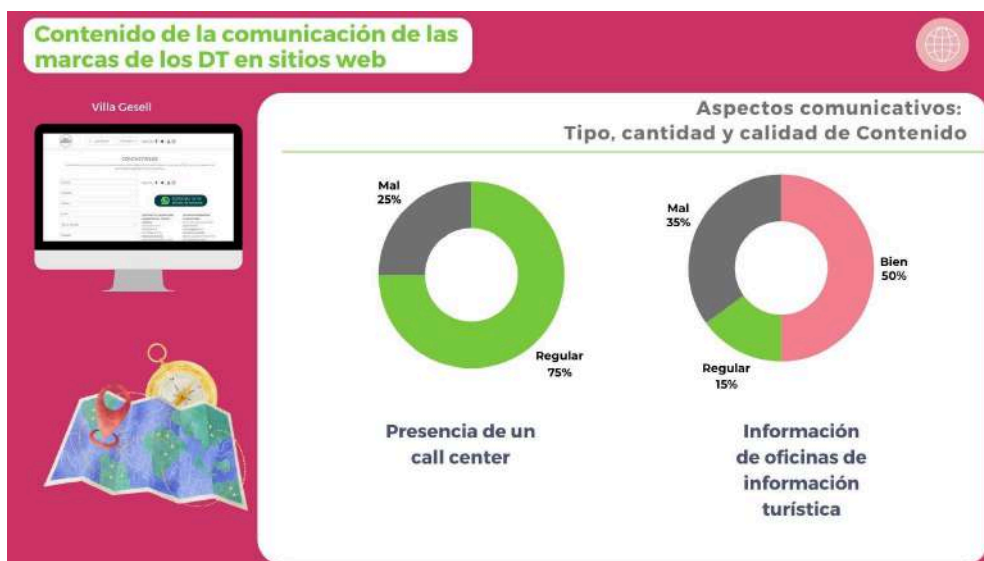 Contenido de la comunicación de las
marcas de los DT en sitios web
Villa Gesell
Aspectos comunicativos:
Tipo, cantidad y calidad de Contenido
Mal
25%
Regular
75%
Presencia de un
call center
Mal
35%
Bien
50%
Regular
15%
Información
de oficinas de
información
turística